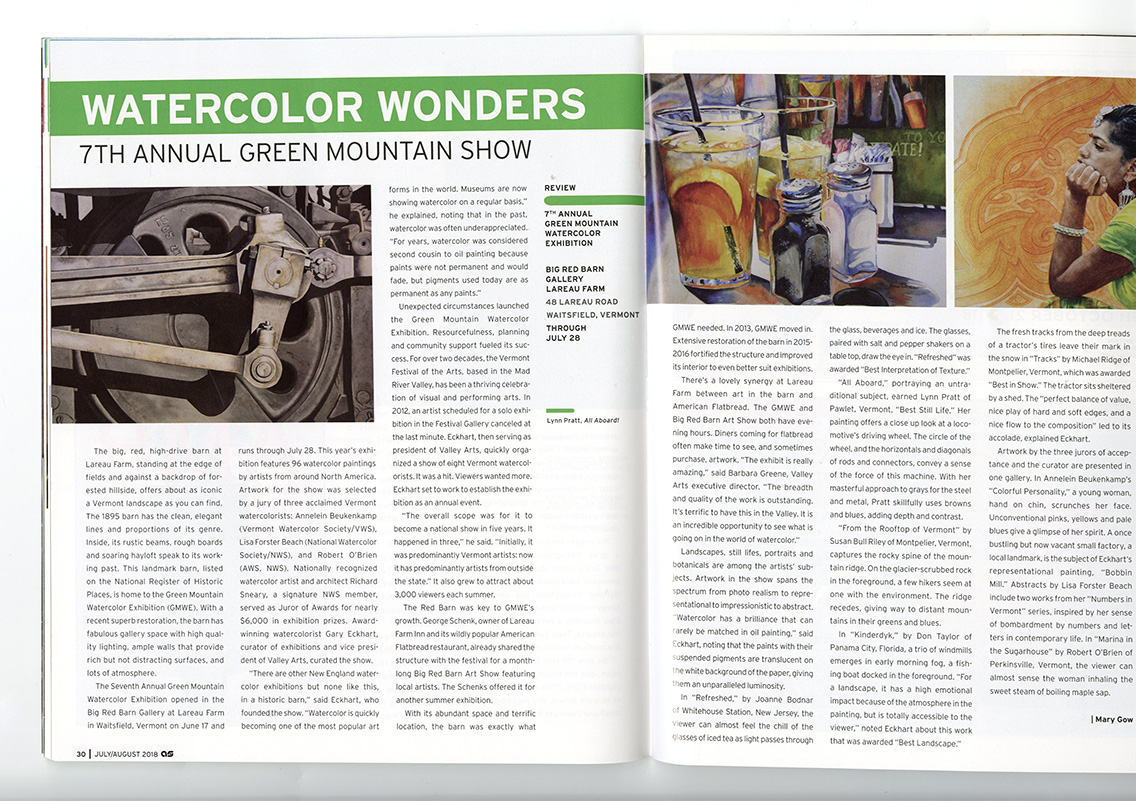 WATERCOLOR WONDERS
7TH ANNUAL GREEN MOUNTAIN SHOW
The big, red, high-drive barn at
Lareau Farm, standing at the edge of
fields and against a backdrop of for-
ested hillside, offers about as iconic
a Vermont landscape as you can find.
The 1895 barn has the clean, elegant
lines and proportions of its genre.
Inside, its rustic beams, rough boards
and soaring hayloft speak to its work-
ing past. This landmark barn, listed
on the National Register of Historic
Places, is home to the Green Mountain
Watercolor Exhibition (GMWE). With a
recent superb restoration, the barn has
fabulous gallery space with high qual-
ity lighting, ample walls that provide
rich but not distracting surfaces, and
lots of atmosphere.
The Seventh Annual Green Mountain
Watercolor Exhibition opened in the
Big Red Barn Gallery at Lareau Farm
in Waitsfield, Vermont on June 17 and
runs through July 28. This year's exhi-
bition features 96 watercolor paintings
by artists from around North America.
Artwork for the show was selected
by a jury of three acclaimed Vermont
watercolorists: Annelein Beukenkamp
(Vermont Watercolor Society/VWS),
Lisa Forster Beach (National Watercolor
Society/NWS), and Robert O'Brien
(AWS, NWS). Nationally recognized
watercolor artist and architect Richard
Sneary, a signature NWS member,
served as Juror of Awards for nearly
$6,000 in exhibition prizes. Award-
winning watercolorist Gary Eckhart,
curator of exhibitions and vice presi-
dent of Valley Arts, curated the show.
"There are other New England water-
color exhibitions but none like this,
in a historic barn," said Eckhart, who
founded the show. "Watercolor is quickly
becoming one of the most popular art
forms in the world. Museums are now
showing watercolor on a regular basis,"
he explained, noting that in the past,
watercolor was often underappreciated.
"For years, watercolor was considered
second cousin to oil painting because
paints were not permanent and would
fade, but pigments used today are as
permanent as any paints."
Unexpected circumstances launched
the Green Mountain Watercolor
Exhibition. Resourcefulness, planning
and community support fueled its suc-
cess. For over two decades, the Vermont
Festival of the Arts, based in the Mad
River Valley, has been a thriving celebra-
tion of visual and performing arts. In
2012, an artist scheduled for a solo exhi-
bition in the Festival Gallery canceled at
the last minute. Eckhart, then serving as
president of Valley Arts, quickly orga-
nized a show of eight Vermont watercol-
orists. It was a hit. Viewers wanted more.
Eckhart set to work to establish the exhi-
bition as an annual event.
"The overall scope was for it to
become a national show in five years. It
happened in three," he said. "Initially, it
was predominantly Vermont artists: now
it has predominantly artists from outside
the state." It also grew to attract about
3,000 viewers each summer.
The Red Barn was key to GMWE's
growth. George Schenk, owner of Lareau
Farm Inn and its wildly popular American
Flatbread restaurant, already shared the
structure with the festival for a month-
long Big Red Barn Art Show featuring
local artists. The Schenks offered it for
another summer exhibition.
With its abundant space and terrific
location, the barn was exactly what
REVIEW
7TH ANNUAL
GREEN MOUNTAIN
WATERCOLOR
EXHIBITION
BIG RED BARN
GALLERY
LAREAU FARM
48 LAREAU ROAD
WAITSFIELD, VERMONT
THROUGH
JULY 28
Lynn Pratt, All Aboard!
30 | JULY/AUGUST 2018 as
GMWE needed. In 2013, GMWE moved in.
Extensive restoration of the barn in 2015-
2016 fortified the structure and improved
its interior to even better suit exhibitions.
There's a lovely synergy at Lareau
Farm between art in the barn and
American Flatbread. The GMWE and
Big Red Barn Art Show both have eve-
ning hours. Diners coming for flatbread
often make time to see, and sometimes
purchase, artwork. "The exhibit is really
amazing," said Barbara Greene, Valley
Arts executive director. "The breadth
and quality of the work is outstanding.
It's terrific to have this in the Valley. It is
an incredible opportunity to see what is
going on in the world of watercolor."
Landscapes, still lifes, portraits and
botanicals are among the artists' sub-
jects. Artwork in the show spans the
spectrum from photo realism to repre-
sentational to impressionistic to abstract.
"Watercolor has a brilliance that can
rarely be matched in oil painting," said
Eckhart, noting that the paints with their
suspended pigments are translucent on
the white background of the paper, giving
them an unparalleled luminosity.
In "Refreshed," by Joanne Bodnar
of Whitehouse Station, New Jersey, the
viewer can almost feel the chill of the
glasses of iced tea as light passes through
the glass, beverages and ice. The glasses,
paired with salt and pepper shakers on a
table top, draw the eye in. "Refreshed" was
awarded "Best Interpretation of Texture."
"All Aboard," portraying an untra-
ditional subject, earned Lynn Pratt of
Pawlet, Vermont, "Best Still Life." Her
painting offers a close up look at a loco-
motive's driving wheel. The circle of the
wheel, and the horizontals and diagonals
of rods and connectors, convey a sense
of the force of this machine. With her
masterful approach to grays for the steel
and metal, Pratt skillfully uses browns
and blues, adding depth and contrast.
"From the Rooftop of Vermont" by
Susan Bull Riley of Montpelier, Vermont,
captures the rocky spine of the moun-
tain ridge. On the glacier-scrubbed rock
in the foreground, a few hikers seem at
one with the environment. The ridge
recedes, giving way to distant moun-
tains in their greens and blues.
In "Kinderdyk," by Don Taylor of
Panama City, Florida, a trio of windmills
emerges in early morning fog, a fish-
ing boat docked in the foreground. "For
a landscape, it has a high emotional
impact because of the atmosphere in the
painting, but is totally accessible to the
viewer," noted Eckhart about this work
that was awarded "Best Landscape."
The fresh tracks from the deep treads
of a tractor's tires leave their mark in
the snow in "Tracks" by Michael Ridge of
Montpelier, Vermont, which was awarded
"Best in Show." The tractor sits sheltered
by a shed. The "perfect balance of value,
nice play of hard and soft edges, and a
nice flow to the composition" led to its
accolade, explained Eckhart.
Artwork by the three jurors of accep-
tance and the curator are presented in
one gallery. In Annelein Beukenkamp's
"Colorful Personality," a young woman,
hand on chin, scrunches her face.
Unconventional pinks, yellows and pale
blues give a glimpse of her spirit. A once
bustling but now vacant small factory, a
local landmark, is the subject of Eckhart's
representational painting, "Bobbin
Mill." Abstracts by Lisa Forster Beach
include two works from her "Numbers in
Vermont" series, inspired by her sense
of bombardment by numbers and let-
ters in contemporary life. In "Marina in
the Sugarhouse" by Robert O'Brien of
Perkinsville, Vermont, the viewer can
almost sense the woman inhaling the
sweet steam of boiling maple sap.
| Mary Gow